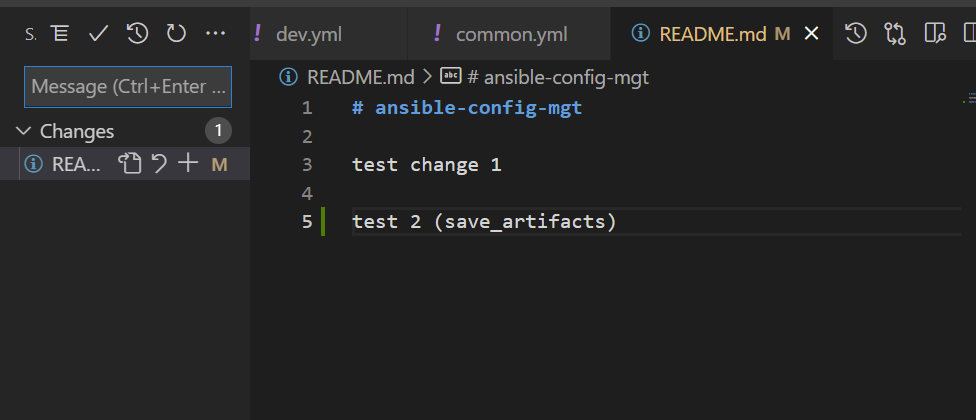 S.
! dev.yml
! common.yml
README.md M
Message (Ctrl+Enter ...
README.md > # ansible-config-mgt
Changes 1
REA... M
1 # ansible-config-mgt
2
3 test change 1
4
5 test 2 (save_artifacts)